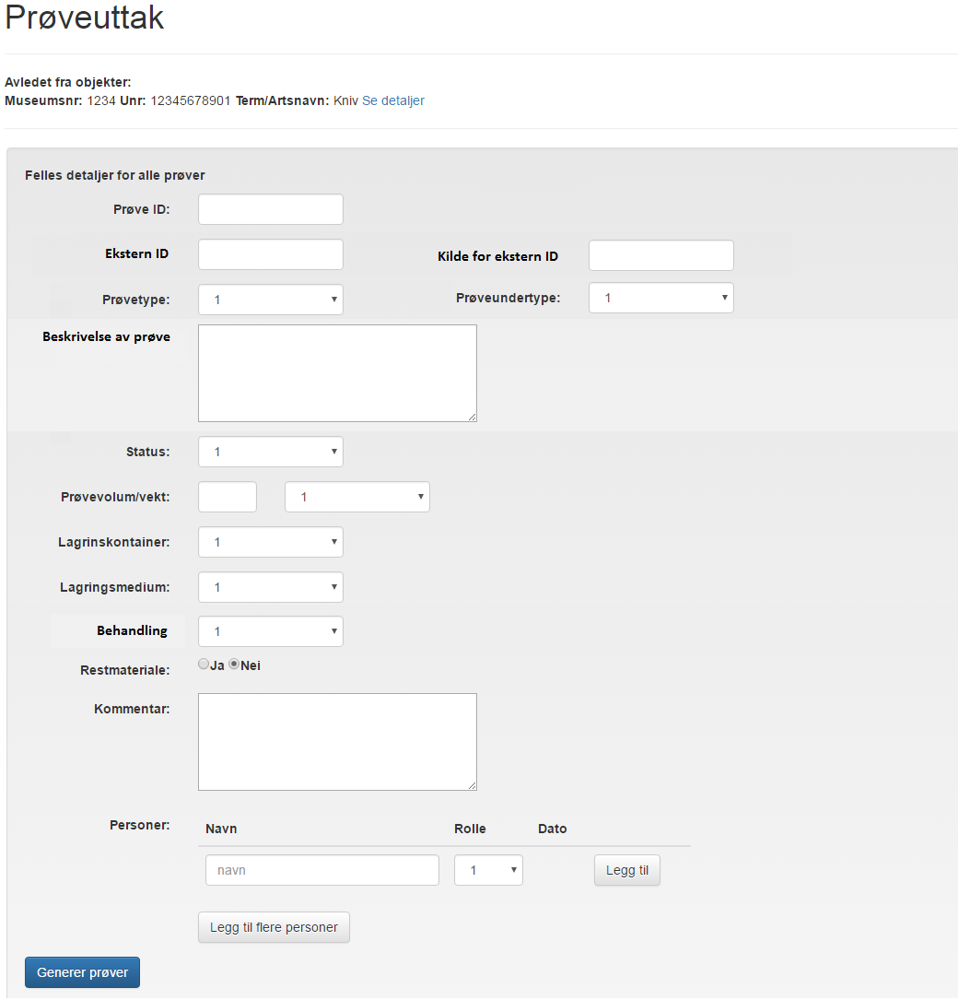 Prøveuttak
Avledet fra objekter:
Museumsnr: 1234 Unr: 12345678901 Term/Artsnavn: Kniv Se detaljer
Felles detaljer for alle prøver
Prøve ID:
Ekstern ID
Kilde for ekstern ID
Prøvetype: 1
Prøveundertype: 1
Beskrivelse av prøve
Status: 1
Prøvevolum/vekt: 1
Lagrinskontainer: 1
Lagringsmedium: 1
Behandling 1
Restmateriale: Ja Nei
Kommentar:
Personer: Navn Rolle Dato
navn 1 Legg til
Legg til flere personer
Generer prøver